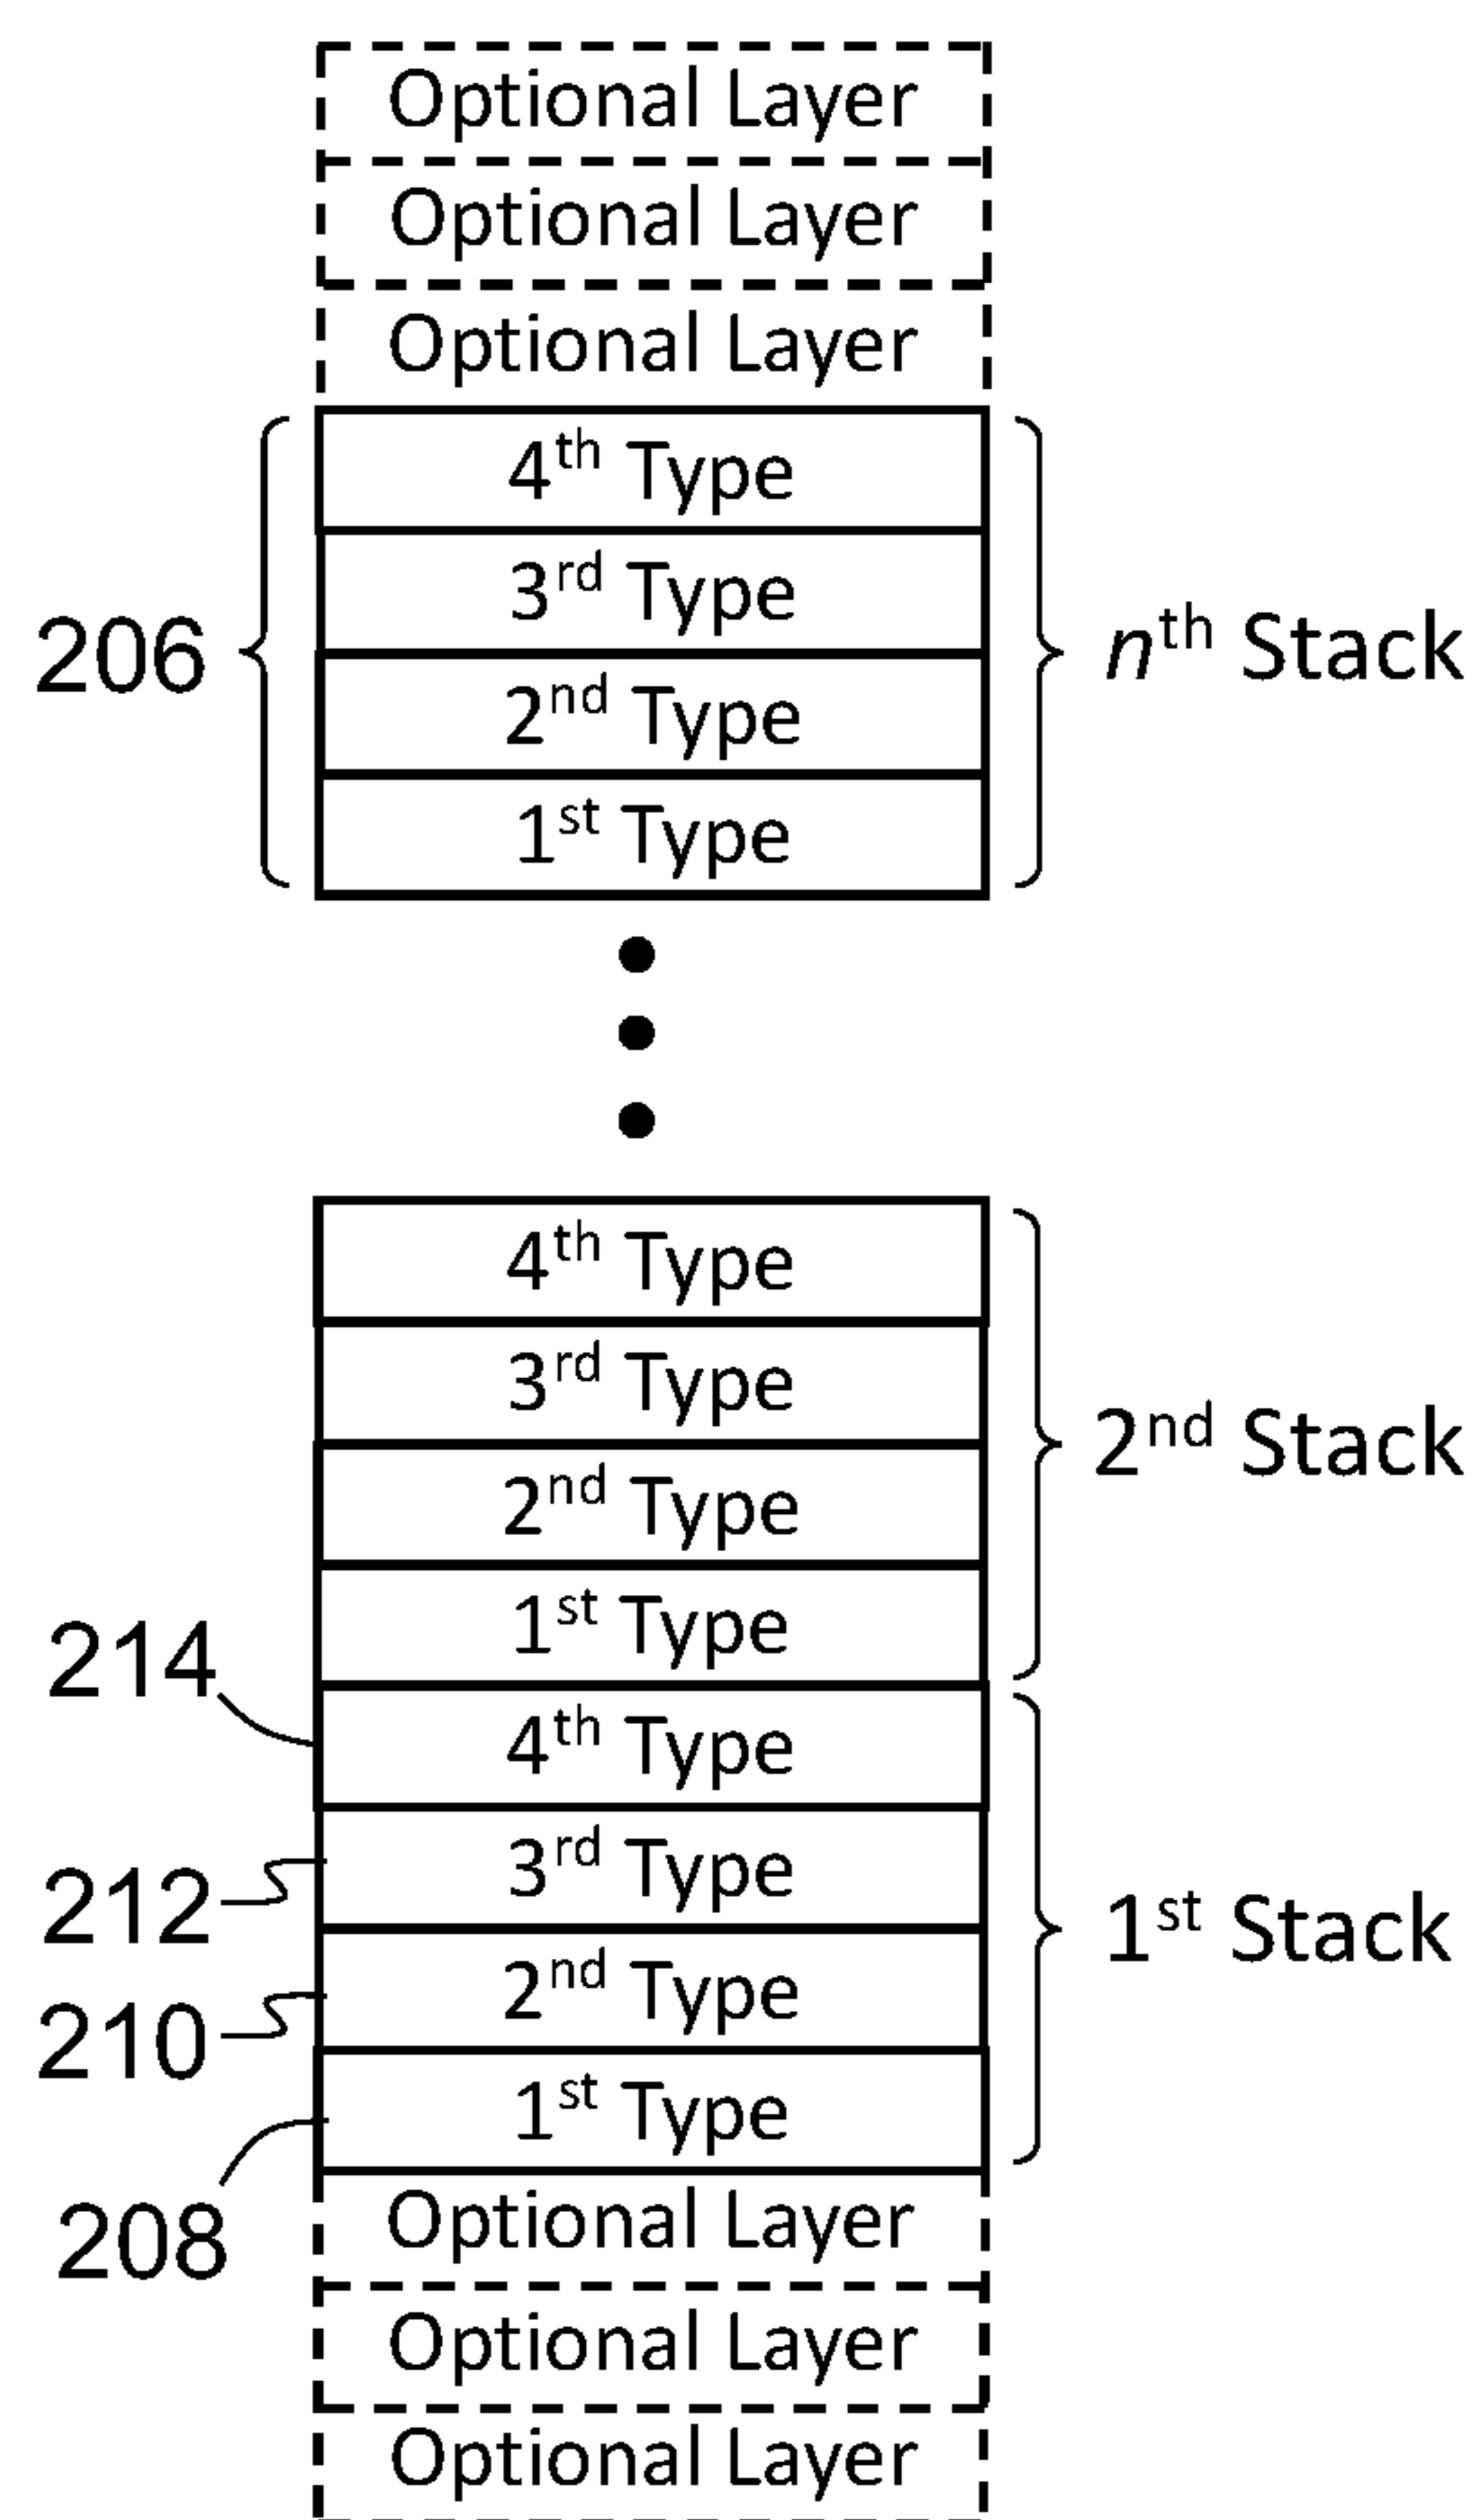 Optional Layer
Optional Layer
Optional Layer
4th Type
3rd Type
206
nth Stack
2nd Type
1st Type
4th Type
3rd Type
2nd Stack
2nd Type
1st Type
214
4th Type
3rd Type
212
1st Stack
2nd Type
210
1st Type
208
Optional Layer
Optional Layer
Optional Layer